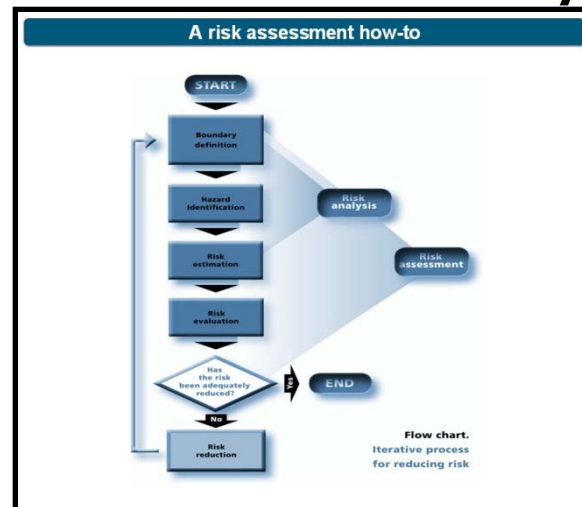 A risk assessment how-to
START
Boundary
definition
Hazard
Identification
Risk
analysis
Risk
estimation
Risk
assessment
Risk
evaluation
Has
the risk
been adequately
reduced?
Yes
END
No
Risk
reduction
Flow chart.
Iterative process
for reducing risk